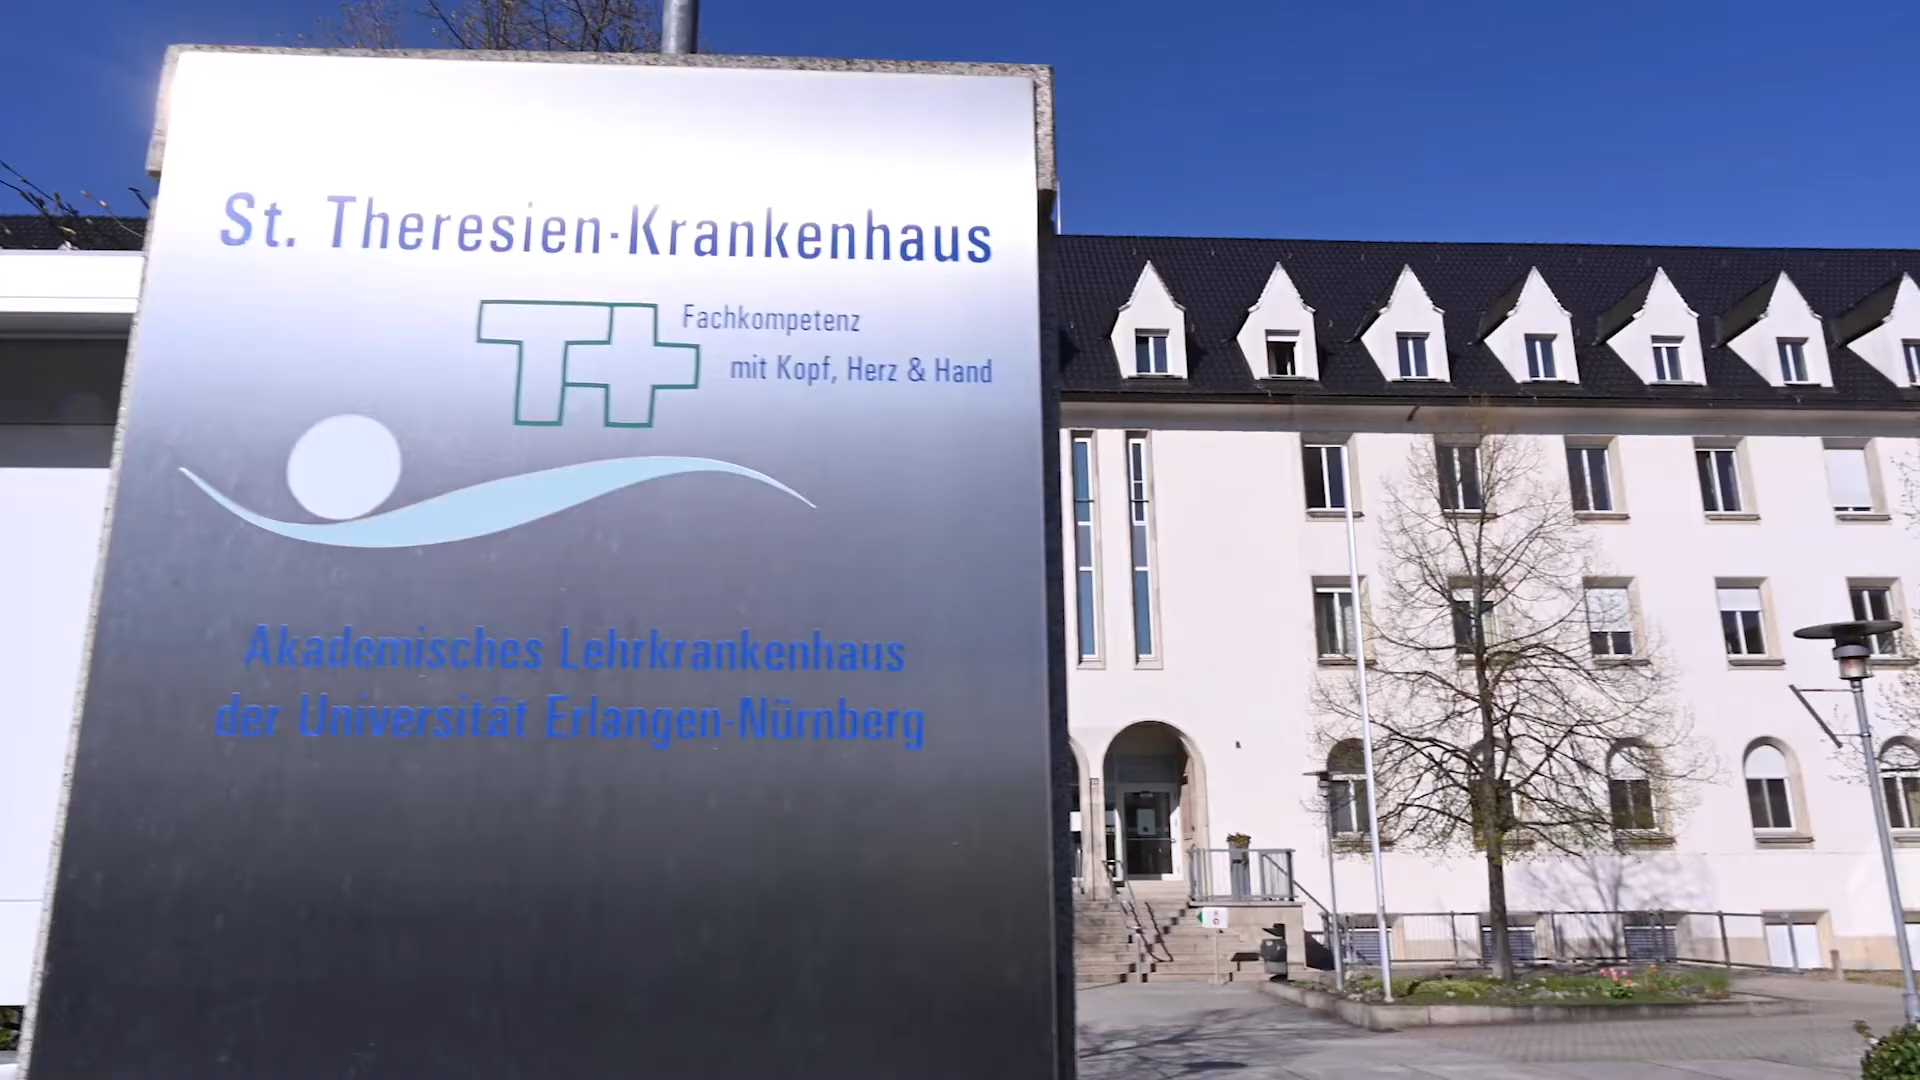 St. Theresien-Krankenhaus
Fachkompetenz
mit Kopf, Herz & Hand
Akademisches Lehrkrankenhaus
der Universität Erlangen-Nürnberg